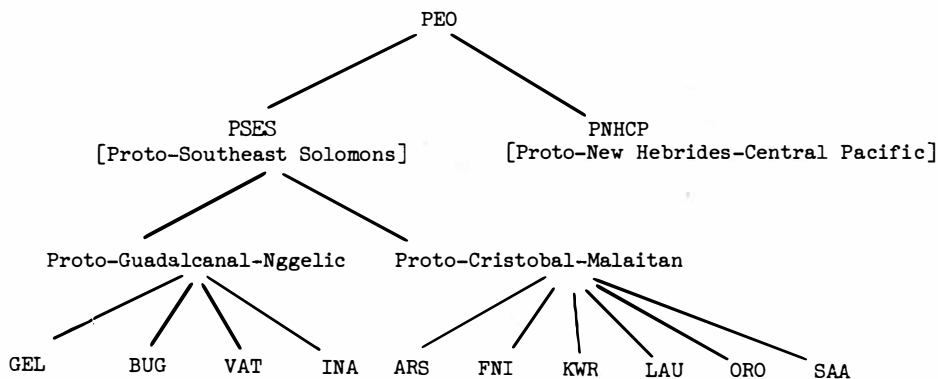 PEO
PSES PNHCP
[Proto-Southeast Solomons] [Proto-New Hebrides-Central Pacific]
Proto-Guadalcanal-Nggelic Proto-Cristobal-Malaitan
GEL BUG VAT INA ARS FNI KWR LAU ORO SAA